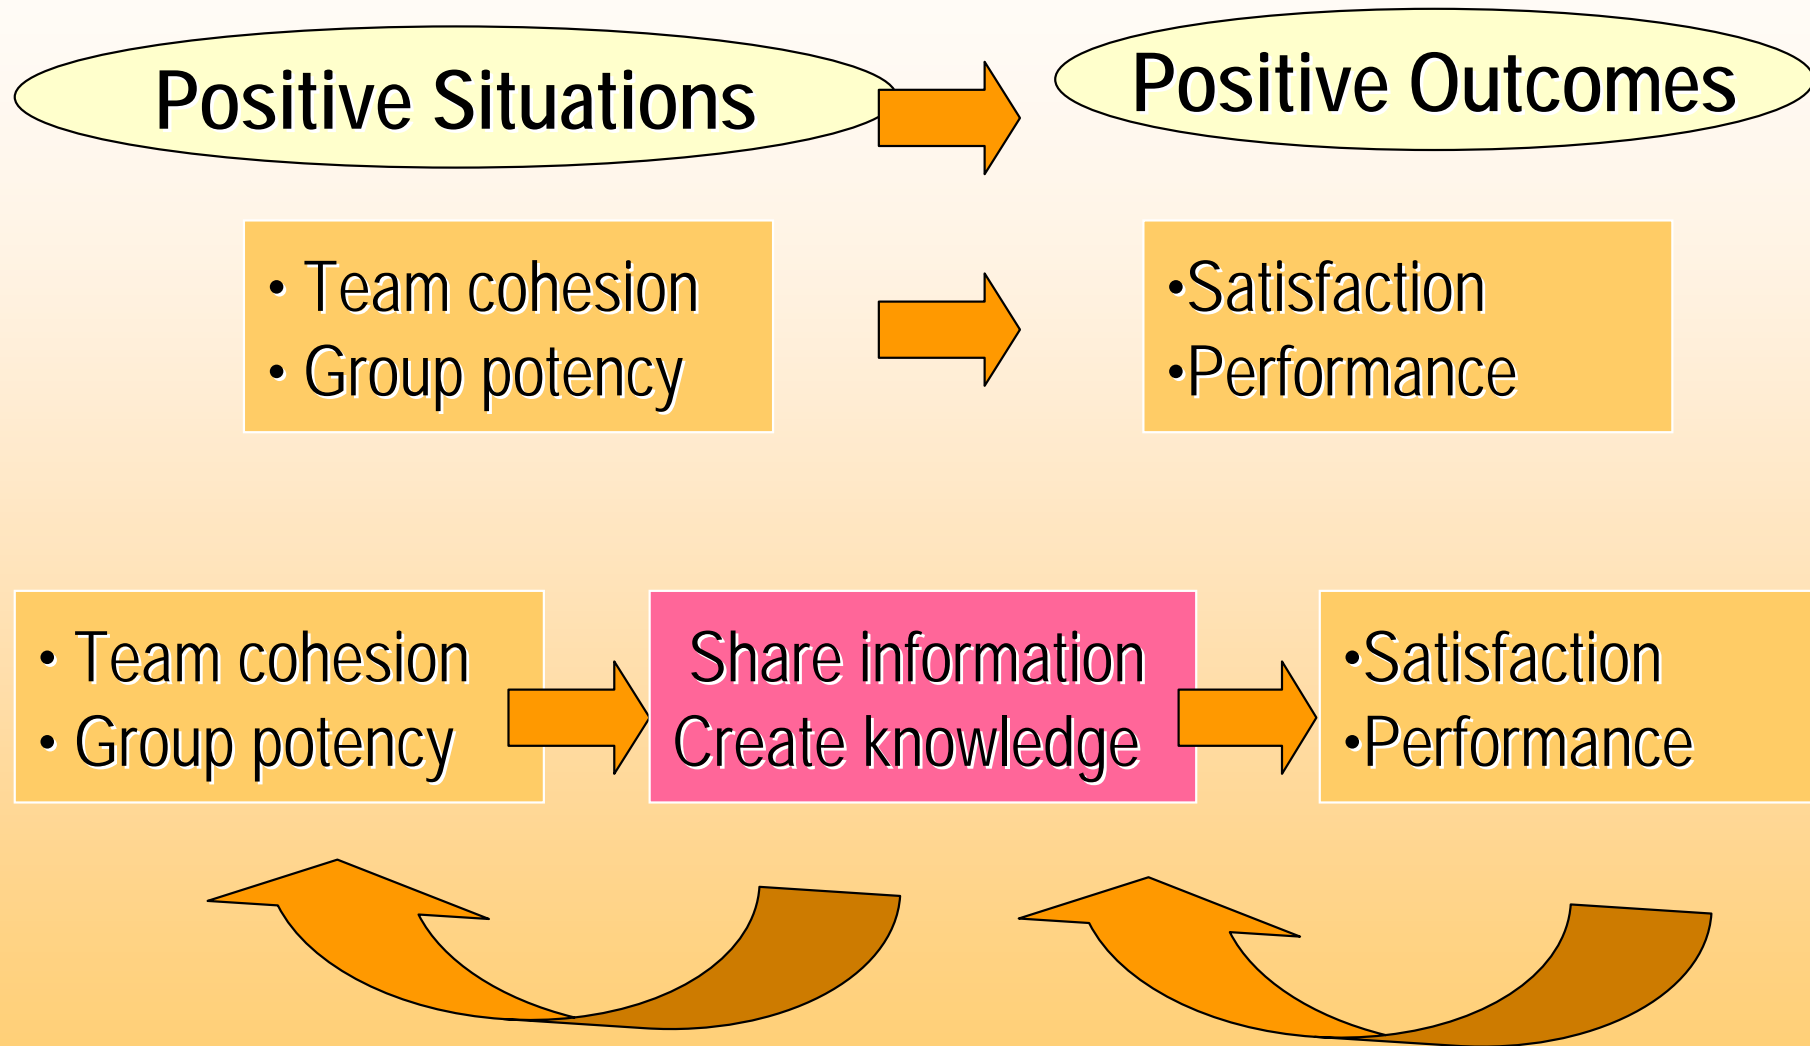 Positive Situations
Positive Outcomes
• Team cohesion
• Group potency
•Satisfaction
•Performance
• Team cohesion
• Group potency
Share information
Create knowledge
•Satisfaction
•Performance